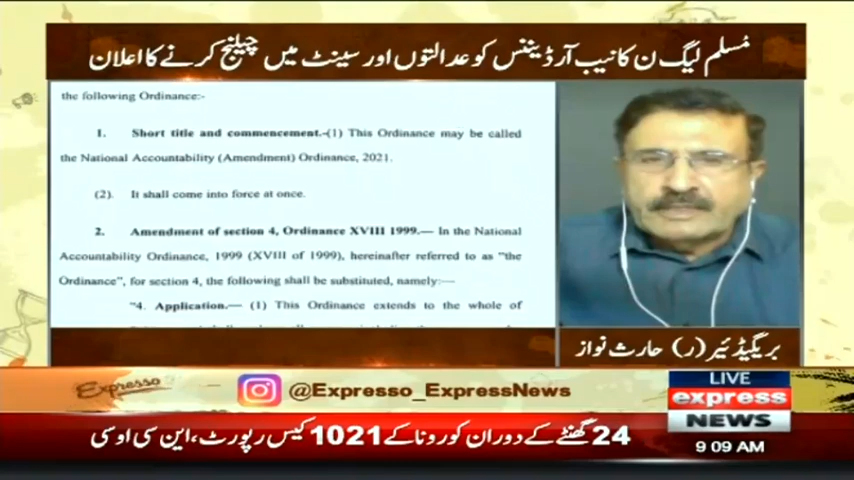 مُسلم لیگ ن کا نیب آرڈیننس کو عدالتوں اور سینٹ میں چیلنج کرنے کا اعلان
the following Ordinance:-
1. Short title and commencement.-(1) This Ordinance may be called
the National Accountability (Amendment) Ordinance, 2021.
(2). It shall come into force at once.
2. Amendment of section 4, Ordinance XVIII 1999.— In the National
Accountability Ordinance, 1999 (XVIII of 1999), hereinafter referred to as "the
Ordinance", for section 4, the following shall be substituted, namely:—
"4. Application.— (1) This Ordinance extends to the whole of
بریگیڈئیر (ر) حارث نواز
Expresso
@Expresso_ExpressNews
LIVE
express
NEWS
9:09 AM
24 گھنٹے کے دوران کورونا کے 1021 کیس رپورٹ، این سی او سی